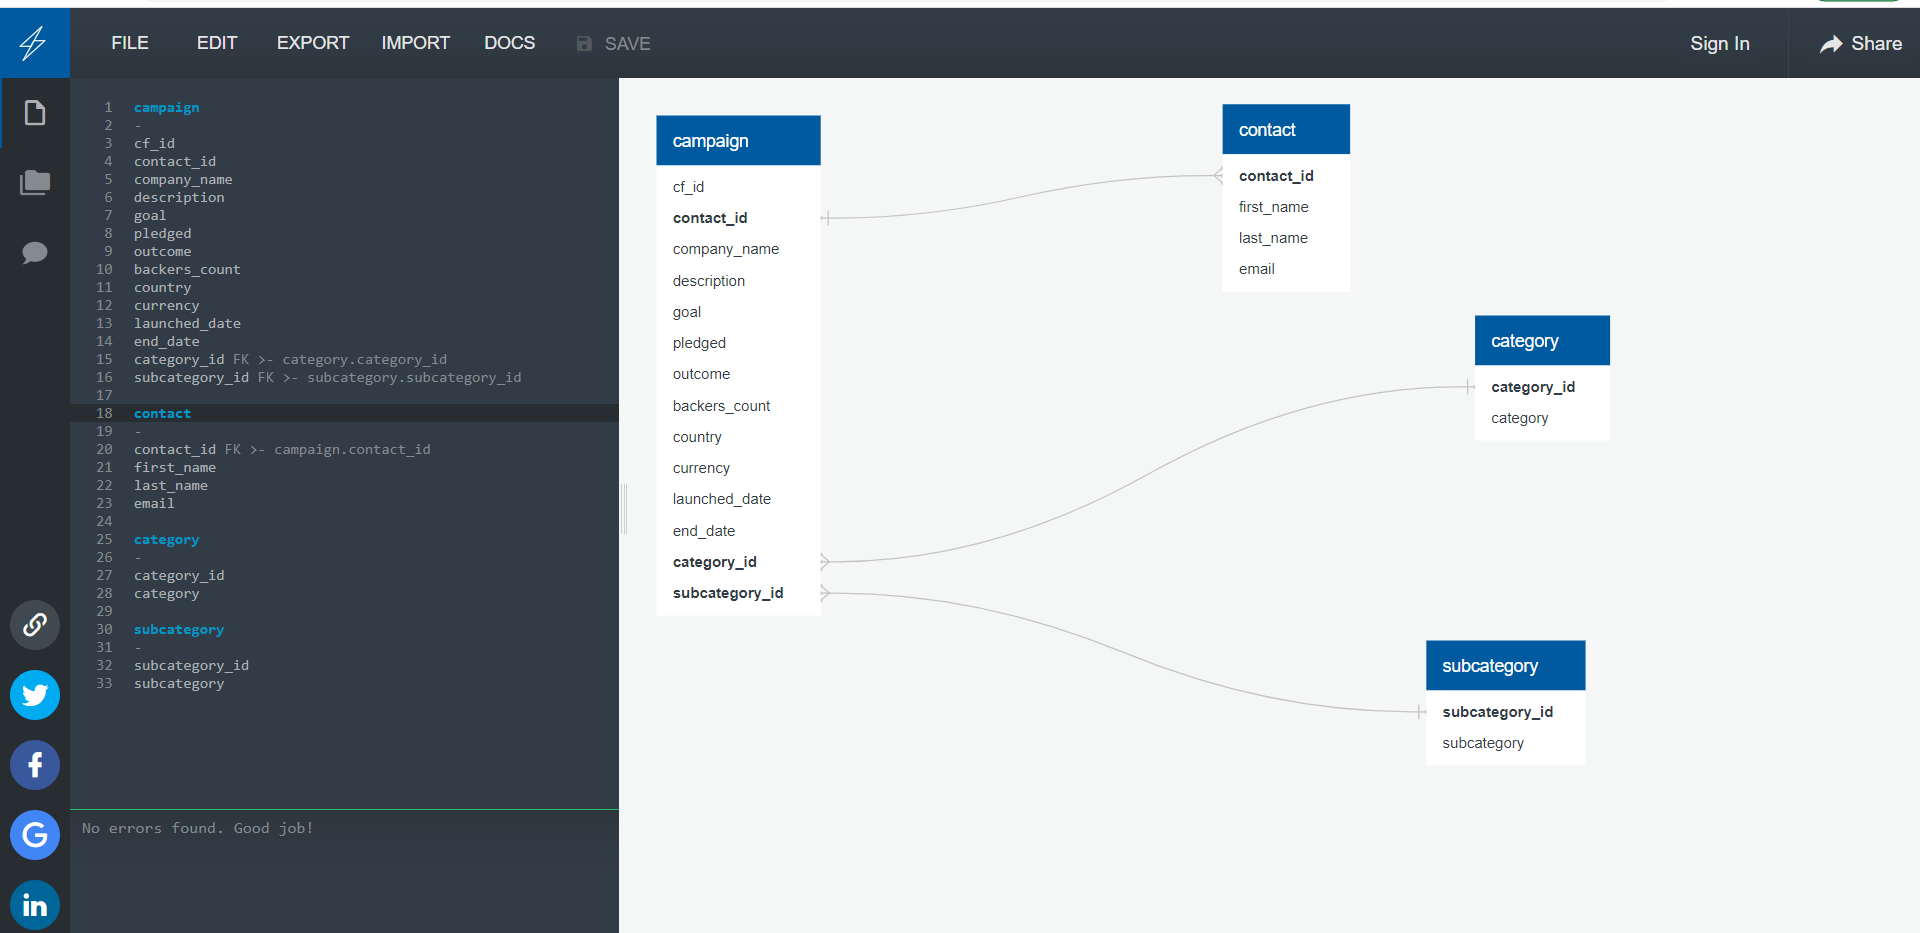 FILE EDIT EXPORT IMPORT DOCS SAVE Sign In Share
1 campaign
2 -
3 cf_id
4 contact_id
5 company_name
6 description
7 goal
8 pledged
9 outcome
10 backers_count
11 country
12 currency
13 launched_date
14 end_date
15 category_id FK >- category.category_id
16 subcategory_id FK >- subcategory.subcategory_id
17
18 contact
19 -
20 contact_id FK >- campaign.contact_id
21 first_name
22 last_name
23 email
24
25 category
26 -
27 category_id
28 category
29
30 subcategory
31 -
32 subcategory_id
33 subcategory
No errors found. Good job!
f
G
in
campaign
cf_id
contact_id
company_name
description
goal
pledged
outcome
backers_count
country
currency
launched_date
end_date
category_id
subcategory_id
contact
contact_id
first_name
last_name
email
category
category_id
category
subcategory
subcategory_id
subcategory